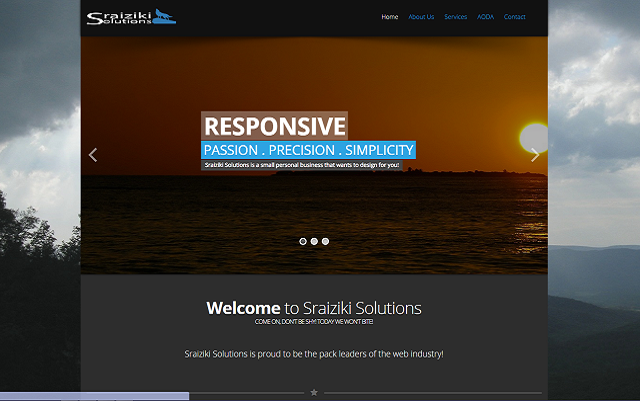 Sraiziki
Solutions
Home About Us Services AODA Contact
RESPONSIVE
PASSION . PRECISION . SIMPLICITY
Sraiziki Solutions is a small personal business that wants to design for you!
Welcome to Sraiziki Solutions
COME ON, DON'T BE SHY! TODAY WE WON'T BITE!
Sraiziki Solutions is proud to be the pack leaders of the web industry!